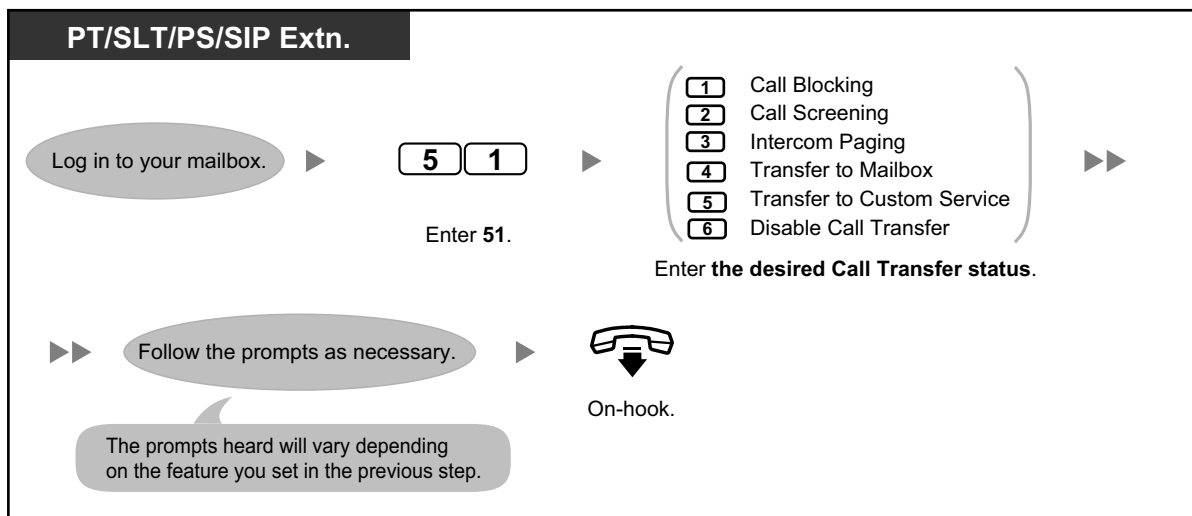 PT/SLT/PS/SIP Extn.
Log in to your mailbox.
5 1
Enter 51.
1 Call Blocking
2 Call Screening
3 Intercom Paging
4 Transfer to Mailbox
5 Transfer to Custom Service
6 Disable Call Transfer
Enter the desired Call Transfer status.
Follow the prompts as necessary.
The prompts heard will vary depending
on the feature you set in the previous step.
On-hook.